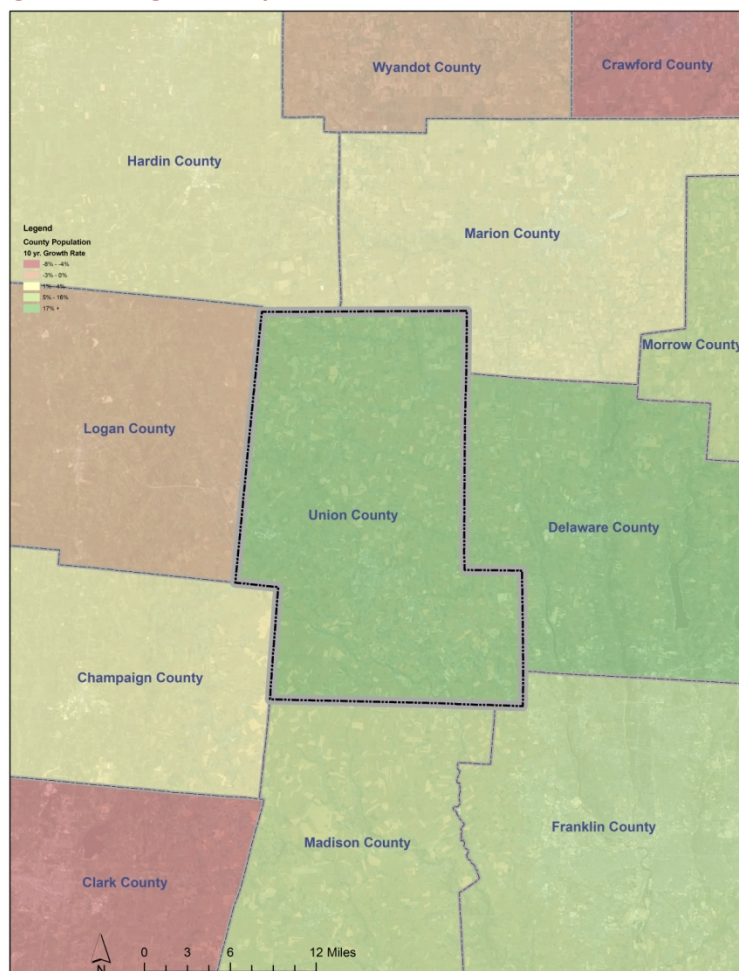 Wyandot County
Crawford County
Hardin County
Marion County
Legend
County Population
10 yr. Growth Rate
-3% - 0%
1% - 4%
5% - 16%
17% +
Morrow County
Logan County
Union County
Delaware County
Champaign County
Franklin County
Madison County
Clark County
N
0 3 6 12 Miles